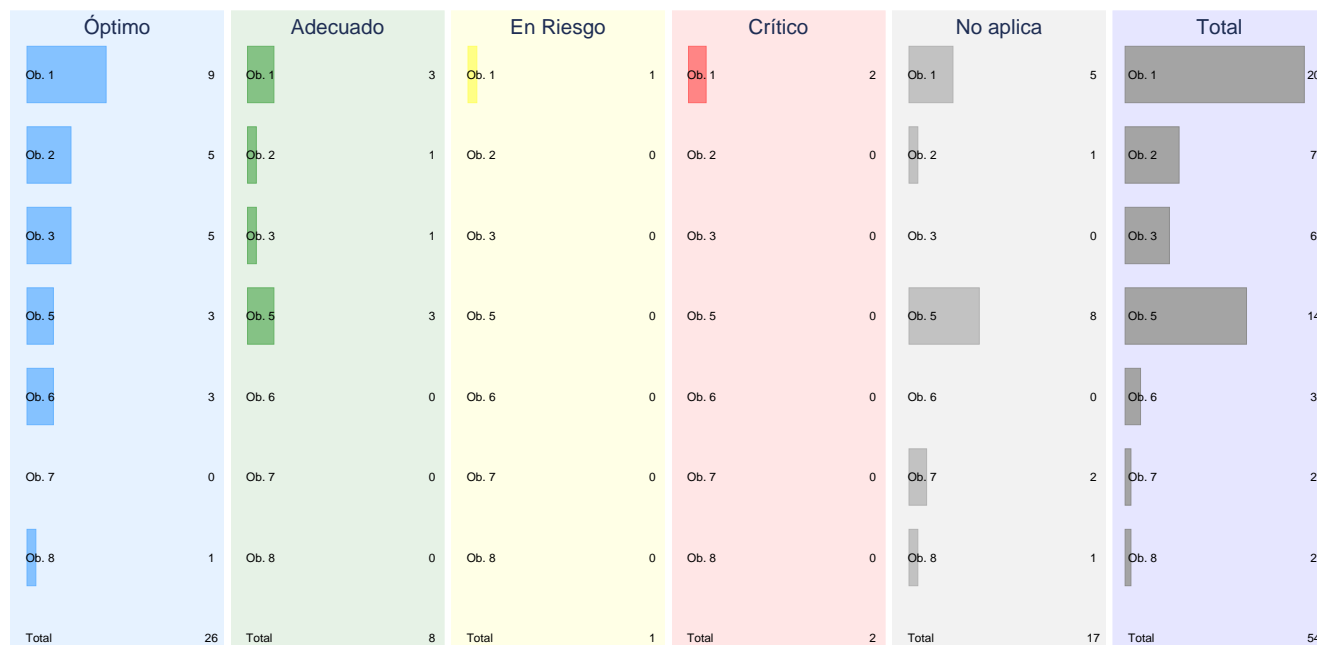 Óptimo Adecuado En Riesgo Crítico No aplica Total
Ob. 1 9 Ob. 1 3 Ob. 1 1 Ob. 1 2 Ob. 1 5 Ob. 1 20
Ob. 2 5 Ob. 2 1 Ob. 2 0 Ob. 2 0 Ob. 2 1 Ob. 2 7
Ob. 3 5 Ob. 3 1 Ob. 3 0 Ob. 3 0 Ob. 3 0 Ob. 3 6
Ob. 5 3 Ob. 5 3 Ob. 5 0 Ob. 5 0 Ob. 5 8 Ob. 5 14
Ob. 6 3 Ob. 6 0 Ob. 6 0 Ob. 6 0 Ob. 6 0 Ob. 6 3
Ob. 7 0 Ob. 7 0 Ob. 7 0 Ob. 7 0 Ob. 7 2 Ob. 7 2
Ob. 8 1 Ob. 8 0 Ob. 8 0 Ob. 8 0 Ob. 8 1 Ob. 8 2
Total 26 Total 8 Total 1 Total 2 Total 17 Total 54